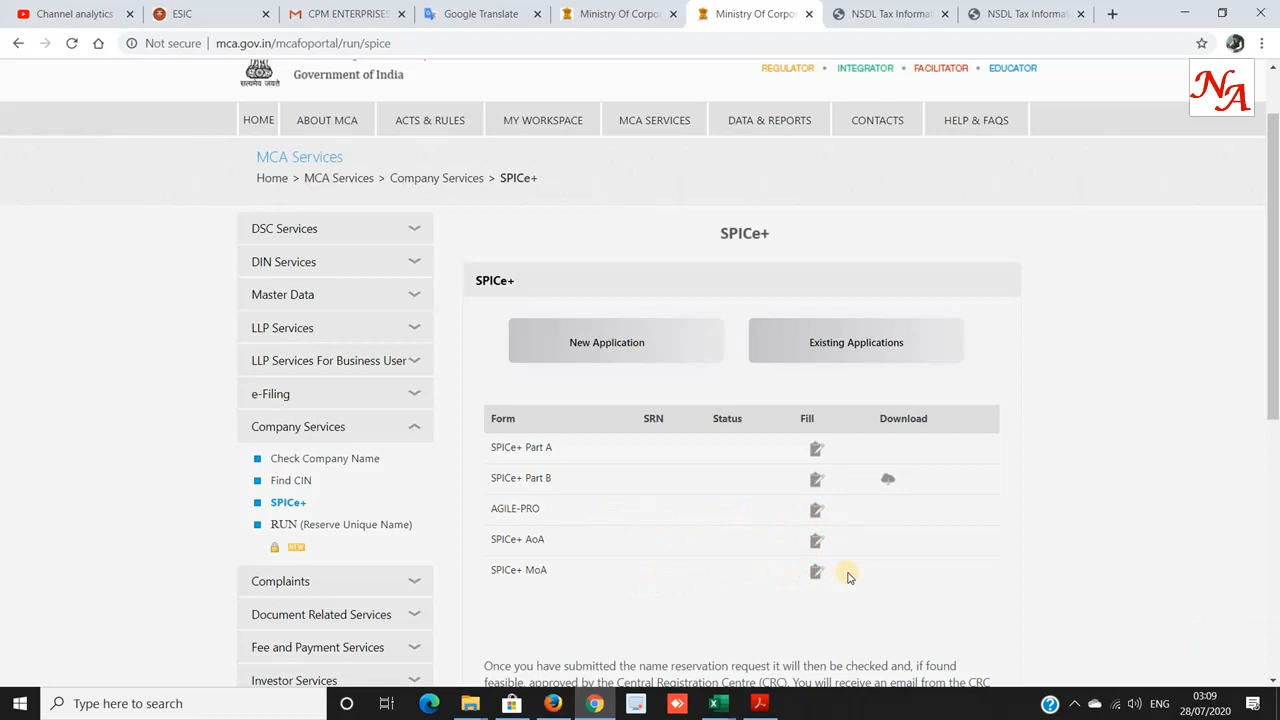 Channel analytics
ESIC
CPM ENTERPRISES
Google Translate
Ministry Of Corpo
Ministry Of Corpo
NSDL Tax Informa
NSDL Tax Informa
Not secure
mca.gov.in/mcafoportal/run/spice
सत्यमेव जयते
Government of India
REGULATOR • INTEGRATOR • FACILITATOR • EDUCATOR
NA
HOME
ABOUT MCA
ACTS & RULES
MY WORKSPACE
MCA SERVICES
DATA & REPORTS
CONTACTS
HELP & FAQS
MCA Services
Home > MCA Services > Company Services > SPICe+
DSC Services
DIN Services
Master Data
LLP Services
LLP Services For Business User
e-Filing
Company Services
Check Company Name
Find CIN
SPICe+
RUN (Reserve Unique Name)
NEW
Complaints
Document Related Services
Fee and Payment Services
Investor Services
SPICe+
SPICe+
New Application
Existing Applications
Form SRN Status Fill Download
SPICe+ Part A
SPICe+ Part B
AGILE-PRO
SPICe+ AoA
SPICe+ MoA
Once you have submitted the name reservation request it will then be checked and, if found
feasible, approved by the Central Registration Centre (CRC). You will receive an email from the CRC
Type here to search
ENG
03:09
28/07/2020